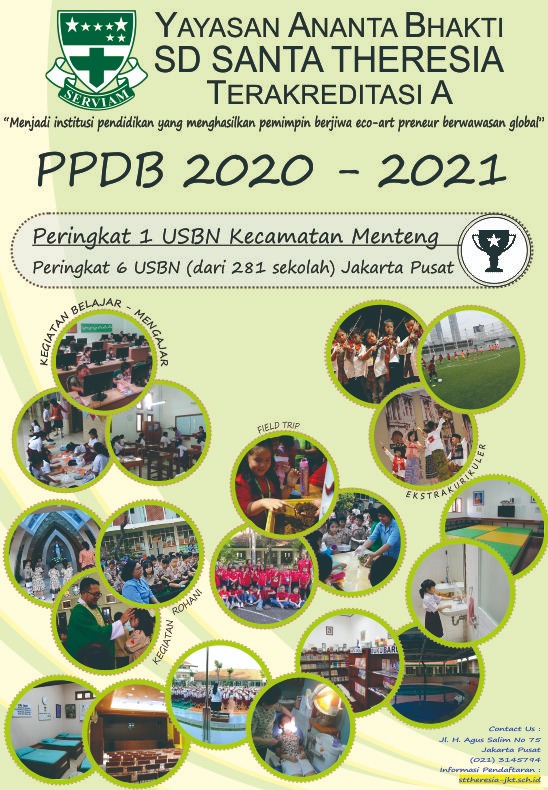 YAYASAN ANANTA BHAKTI
SD SANTA THERESIA
TERAKREDITASI A
SERVIAM
"Menjadi institusi pendidikan yang menghasilkan pemimpin berjiwa eco-art preneur berwawasan global"
PPDB 2020 - 2021
Peringkat 1 USBN Kecamatan Menteng
Peringkat 6 USBN (dari 281 sekolah) Jakarta Pusat
KEGIATAN BELAJAR - MENGAJAR
FIELD TRIP
EKSTRAKURIKULER
KEGIATAN ROHANI
Contact Us :
Jl. H. Agus Salim No 75
Jakarta Pusat
(021) 3145794
Informasi Pendaftaran :
sttheresia-jkt.sch.id